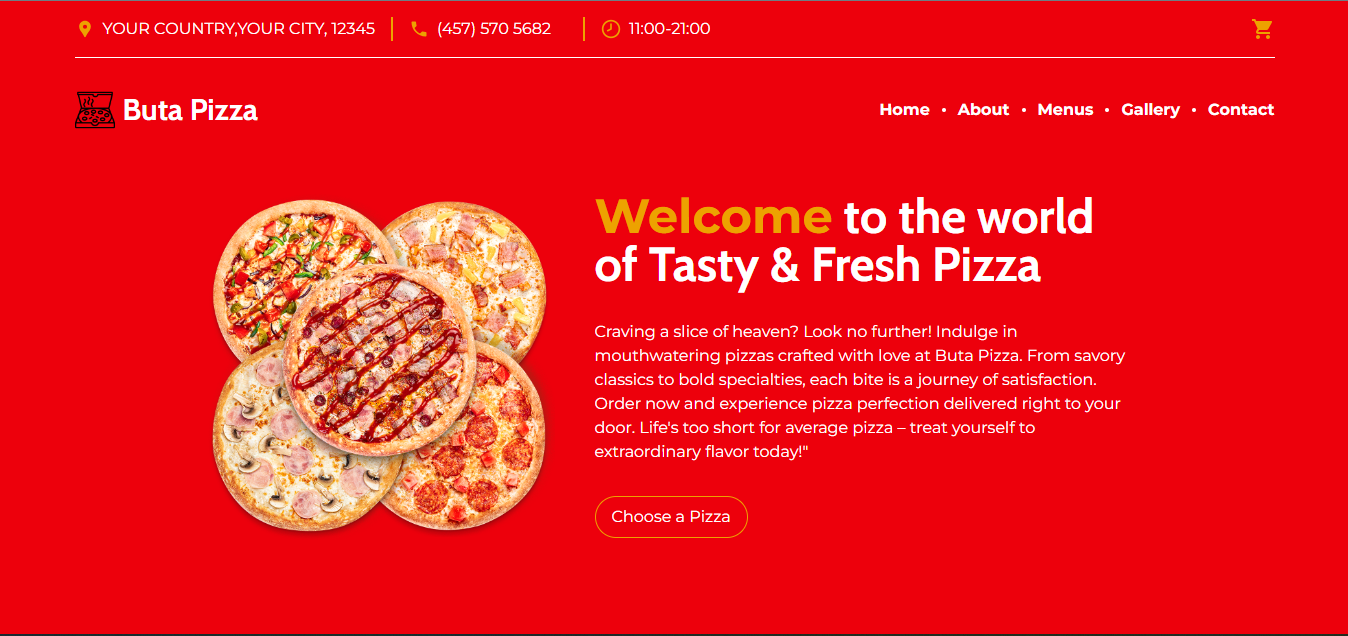 YOUR COUNTRY,YOUR CITY, 12345 (457) 570 5682 11:00-21:00
Buta Pizza
Home • About • Menus • Gallery • Contact
Welcome to the world
of Tasty & Fresh Pizza
Craving a slice of heaven? Look no further! Indulge in
mouthwatering pizzas crafted with love at Buta Pizza. From savory
classics to bold specialties, each bite is a journey of satisfaction.
Order now and experience pizza perfection delivered right to your
door. Life's too short for average pizza – treat yourself to
extraordinary flavor today!"
Choose a Pizza